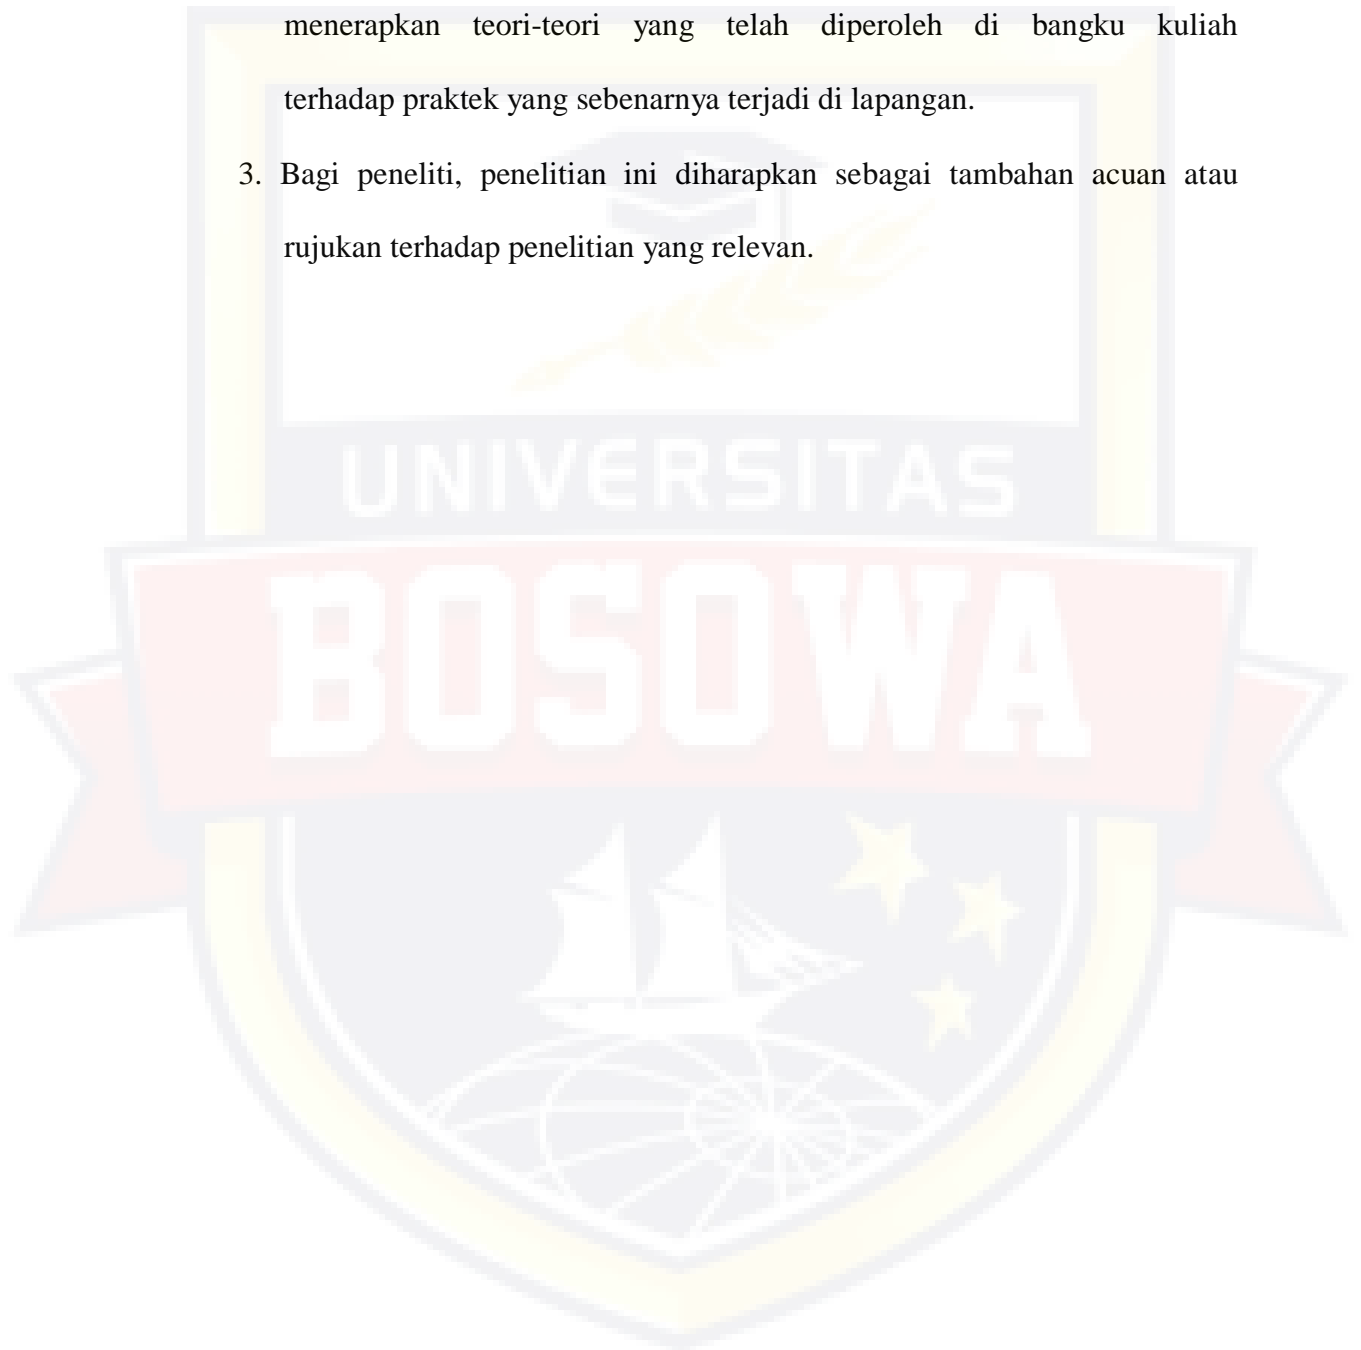 menerapkan teori-teori yang telah diperoleh di bangku kuliah
terhadap praktek yang sebenarnya terjadi di lapangan.
3. Bagi peneliti, penelitian ini diharapkan sebagai tambahan acuan atau
rujukan terhadap penelitian yang relevan.
UNIVERSITAS
BOSOWA